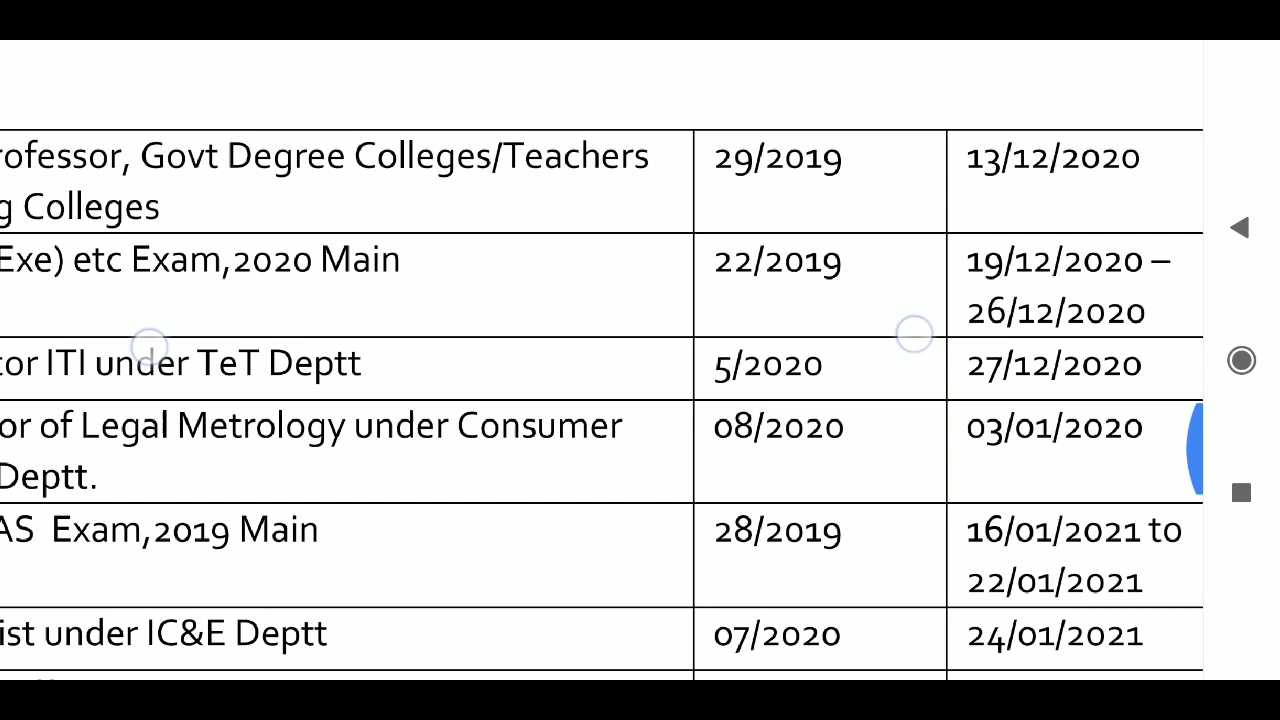 rofessor, Govt Degree Colleges/Teachers 29/2019 13/12/2020
g Colleges
Exe) etc Exam,2020 Main 22/2019 19/12/2020 –
26/12/2020
tor ITI under TeT Deptt 5/2020 27/12/2020
or of Legal Metrology under Consumer 08/2020 03/01/2020
Deptt.
AS Exam,2019 Main 28/2019 16/01/2021 to
22/01/2021
ist under IC&E Deptt 07/2020 24/01/2021